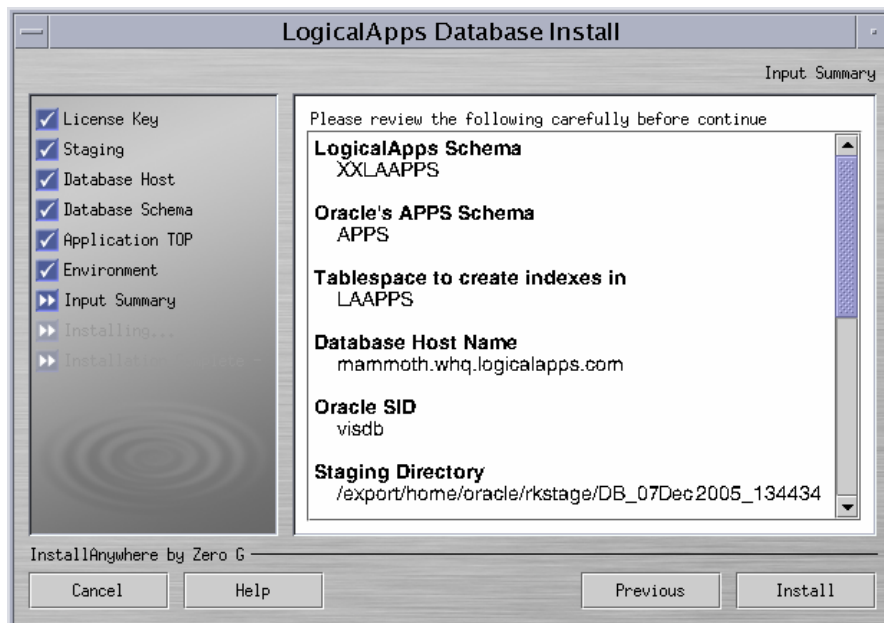 LogicalApps Database Install
Input Summary
License Key
Staging
Database Host
Database Schema
Application TOP
Environment
Input Summary
Installing...
Please review the following carefully before continue
LogicalApps Schema
XXLAAPPS
Oracle's APPS Schema
APPS
Tablespace to create indexes in
LAAPPS
Database Host Name
mammoth.whq.logicalapps.com
Oracle SID
visdb
Staging Directory
/export/home/oracle/rkstage/DB_07Dec2005_134434
InstallAnywhere by Zero G
Cancel
Help
Previous
Install